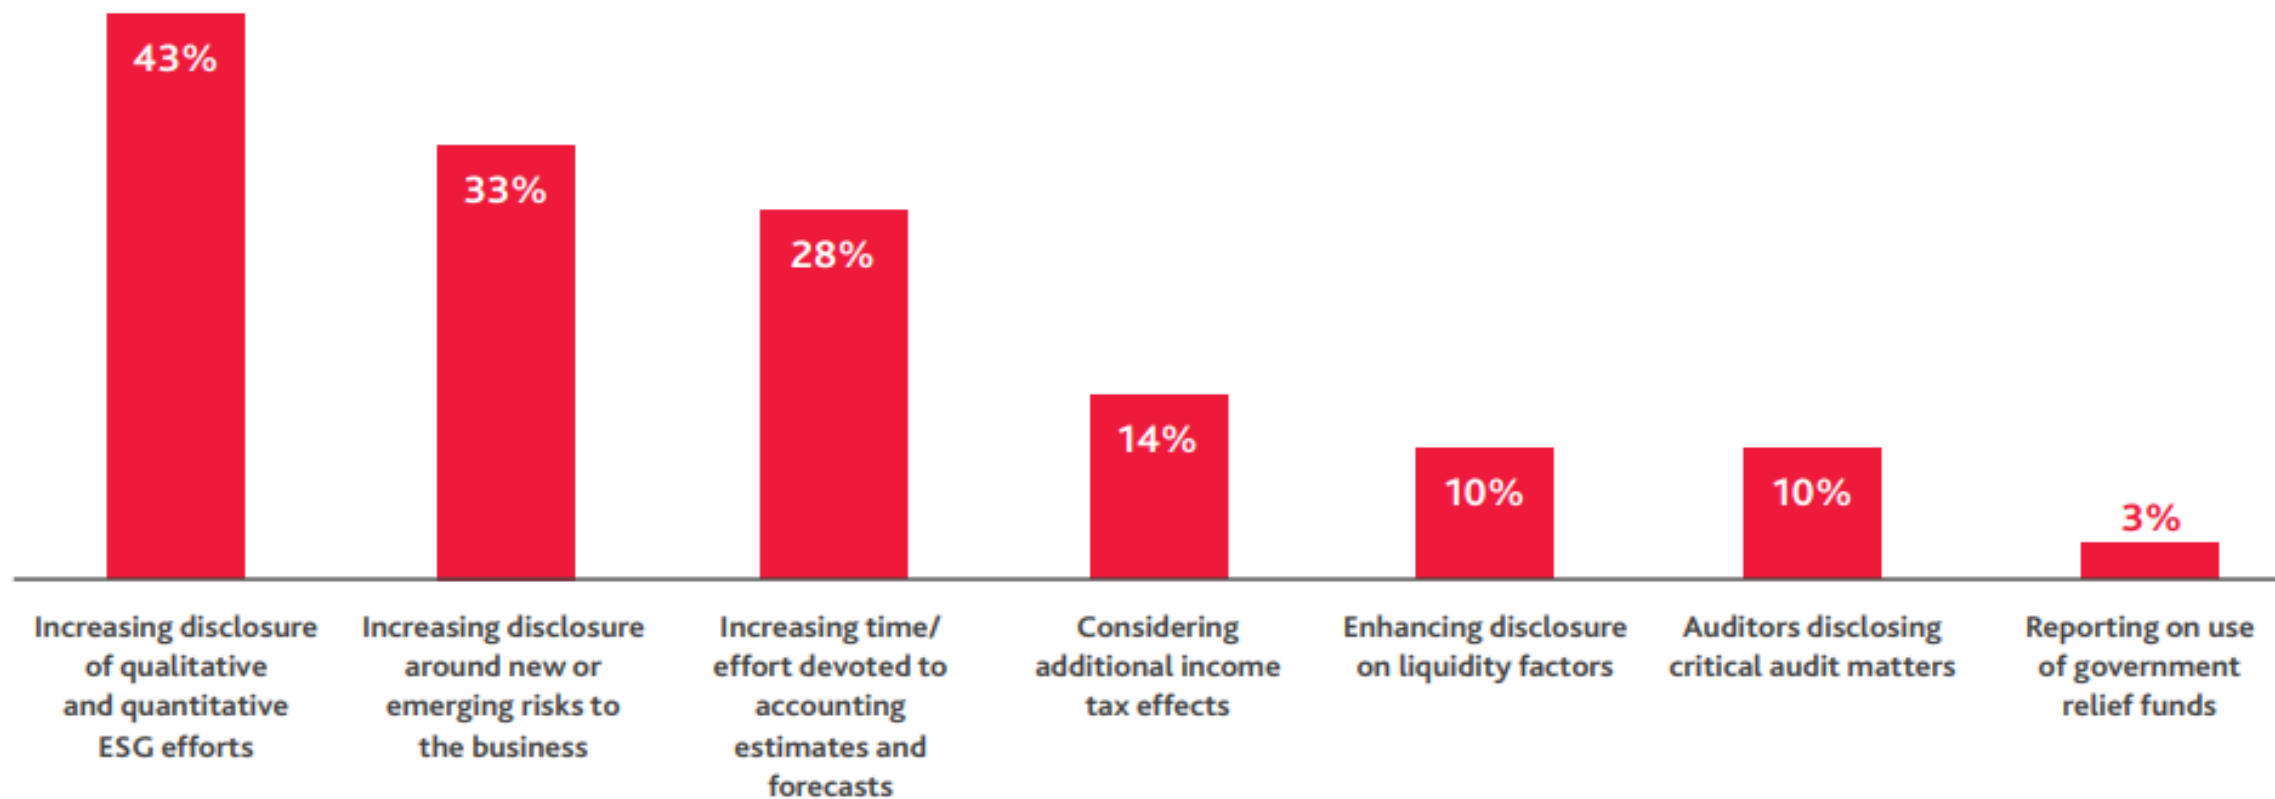 43%
33%
28%
14%
10%
10%
3%
Increasing disclosure
of qualitative
and quantitative
ESG efforts
Increasing disclosure
around new or
emerging risks to
the business
Increasing time/
effort devoted to
accounting
estimates and
forecasts
Considering
additional income
tax effects
Enhancing disclosure
on liquidity factors
Auditors disclosing
critical audit matters
Reporting on use
of government
relief funds